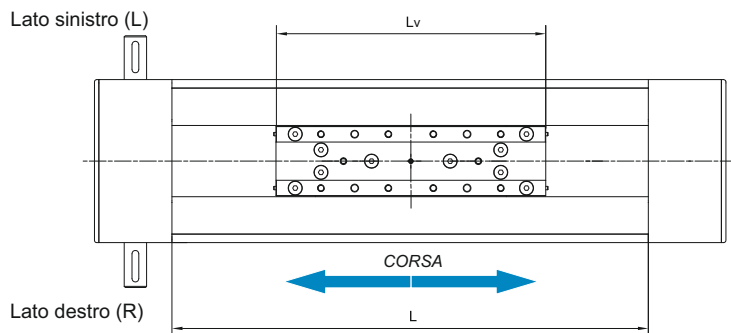 Lato sinistro (L)
Lv
CORSA
Lato destro (R)
L